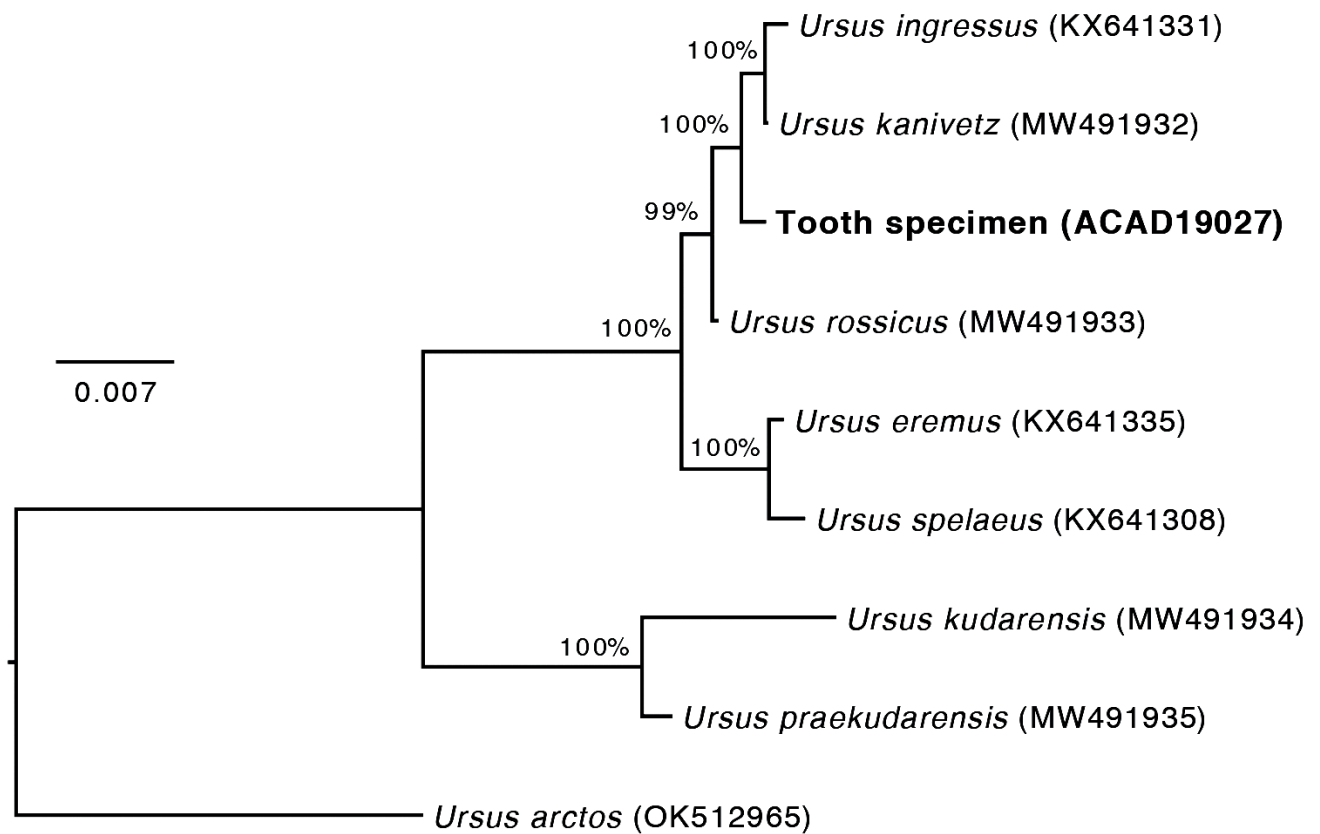 Ursus ingressus (KX641331)
100%
Ursus kanivetz (MW491932)
100%
99%
Tooth specimen (ACAD19027)
Ursus rossicus (MW491933)
100%
0.007
Ursus eremus (KX641335)
100%
Ursus spelaeus (KX641308)
Ursus kudarensis (MW491934)
100%
Ursus praekudarensis (MW491935)
Ursus arctos (OK512965)